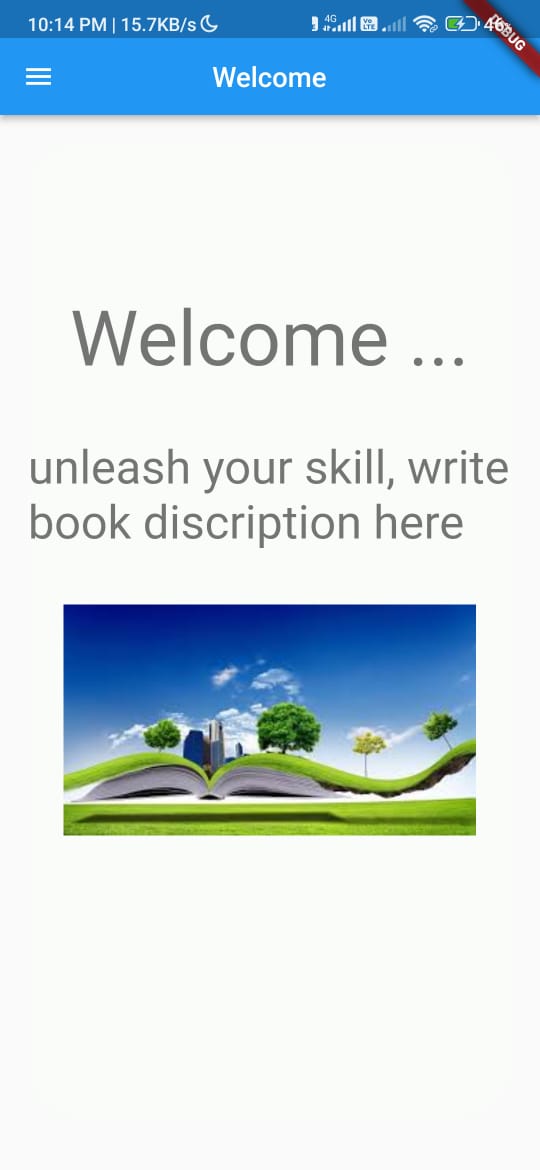 10:14 PM | 15.7KB/s 4G Vo LTE 46
DEBUG
Welcome
Welcome ...
unleash your skill, write
book discription here